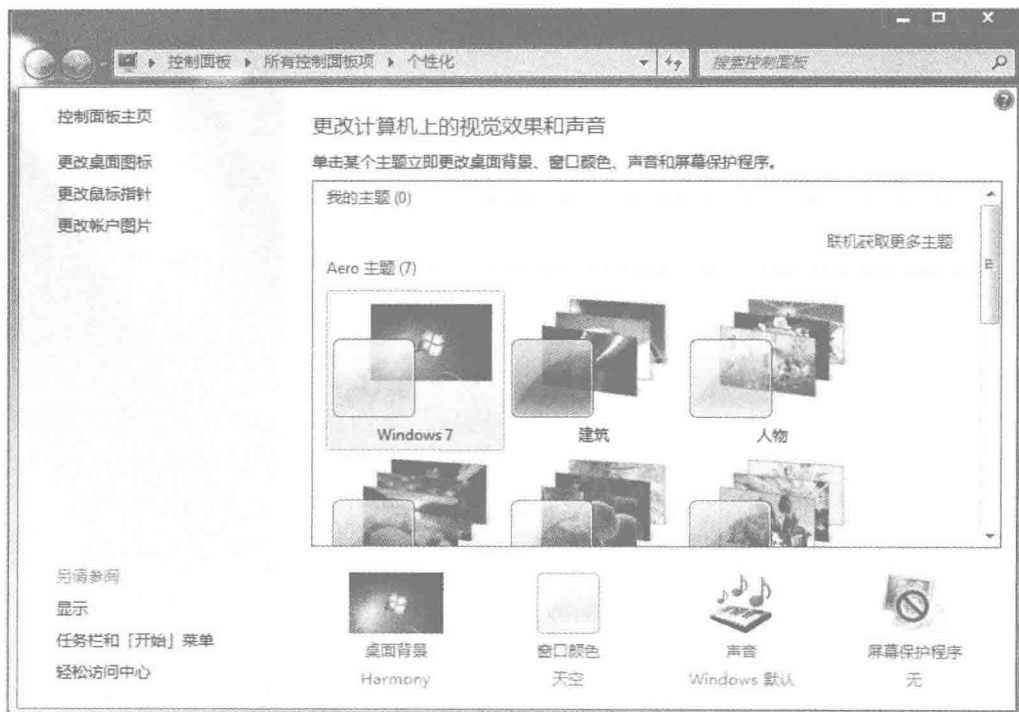 控制面板 ▸ 所有控制面板项 ▸ 个性化
搜索控制面板
控制面板主页
更改桌面图标
更改鼠标指针
更改帐户图片
更改计算机上的视觉效果和声音
单击某个主题立即更改桌面背景、窗口颜色、声音和屏幕保护程序。
我的主题 (0)
联机获取更多主题
Aero 主题 (7)
Windows 7
建筑
人物
另请参阅
显示
任务栏和「开始」菜单
轻松访问中心
桌面背景
Harmony
窗口颜色
天空
声音
Windows 默认
屏幕保护程序
无